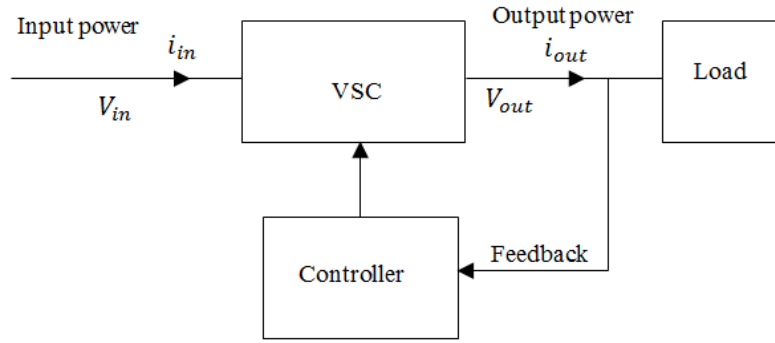 Input power
i_in
V_in
VSC
Output power
i_out
V_out
Load
Controller
Feedback